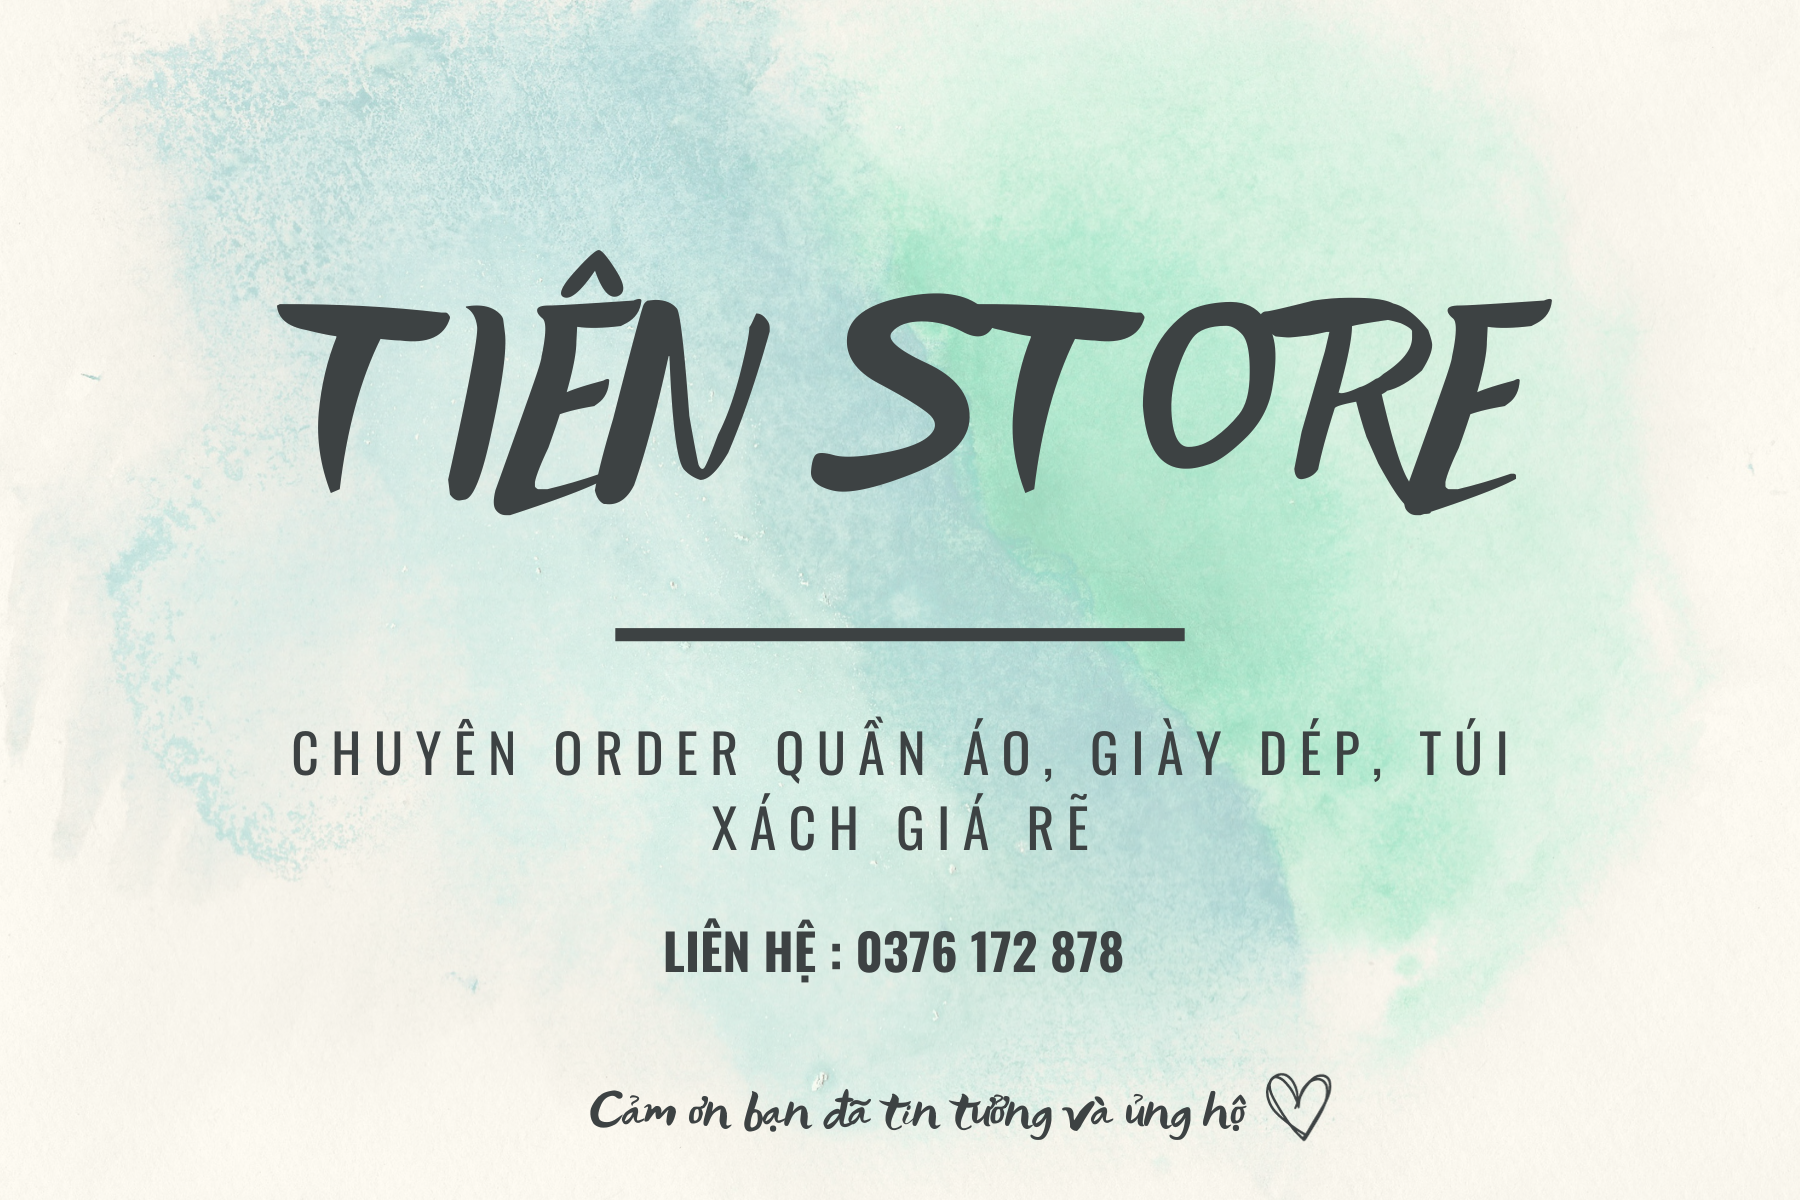 TIÊN STORE
CHUYÊN ORDER QUẦN ÁO, GIÀY DÉP, TÚI
XÁCH GIÁ RẼ
LIÊN HỆ : 0376 172 878
Cảm ơn bạn đã tin tưởng và ủng hộ